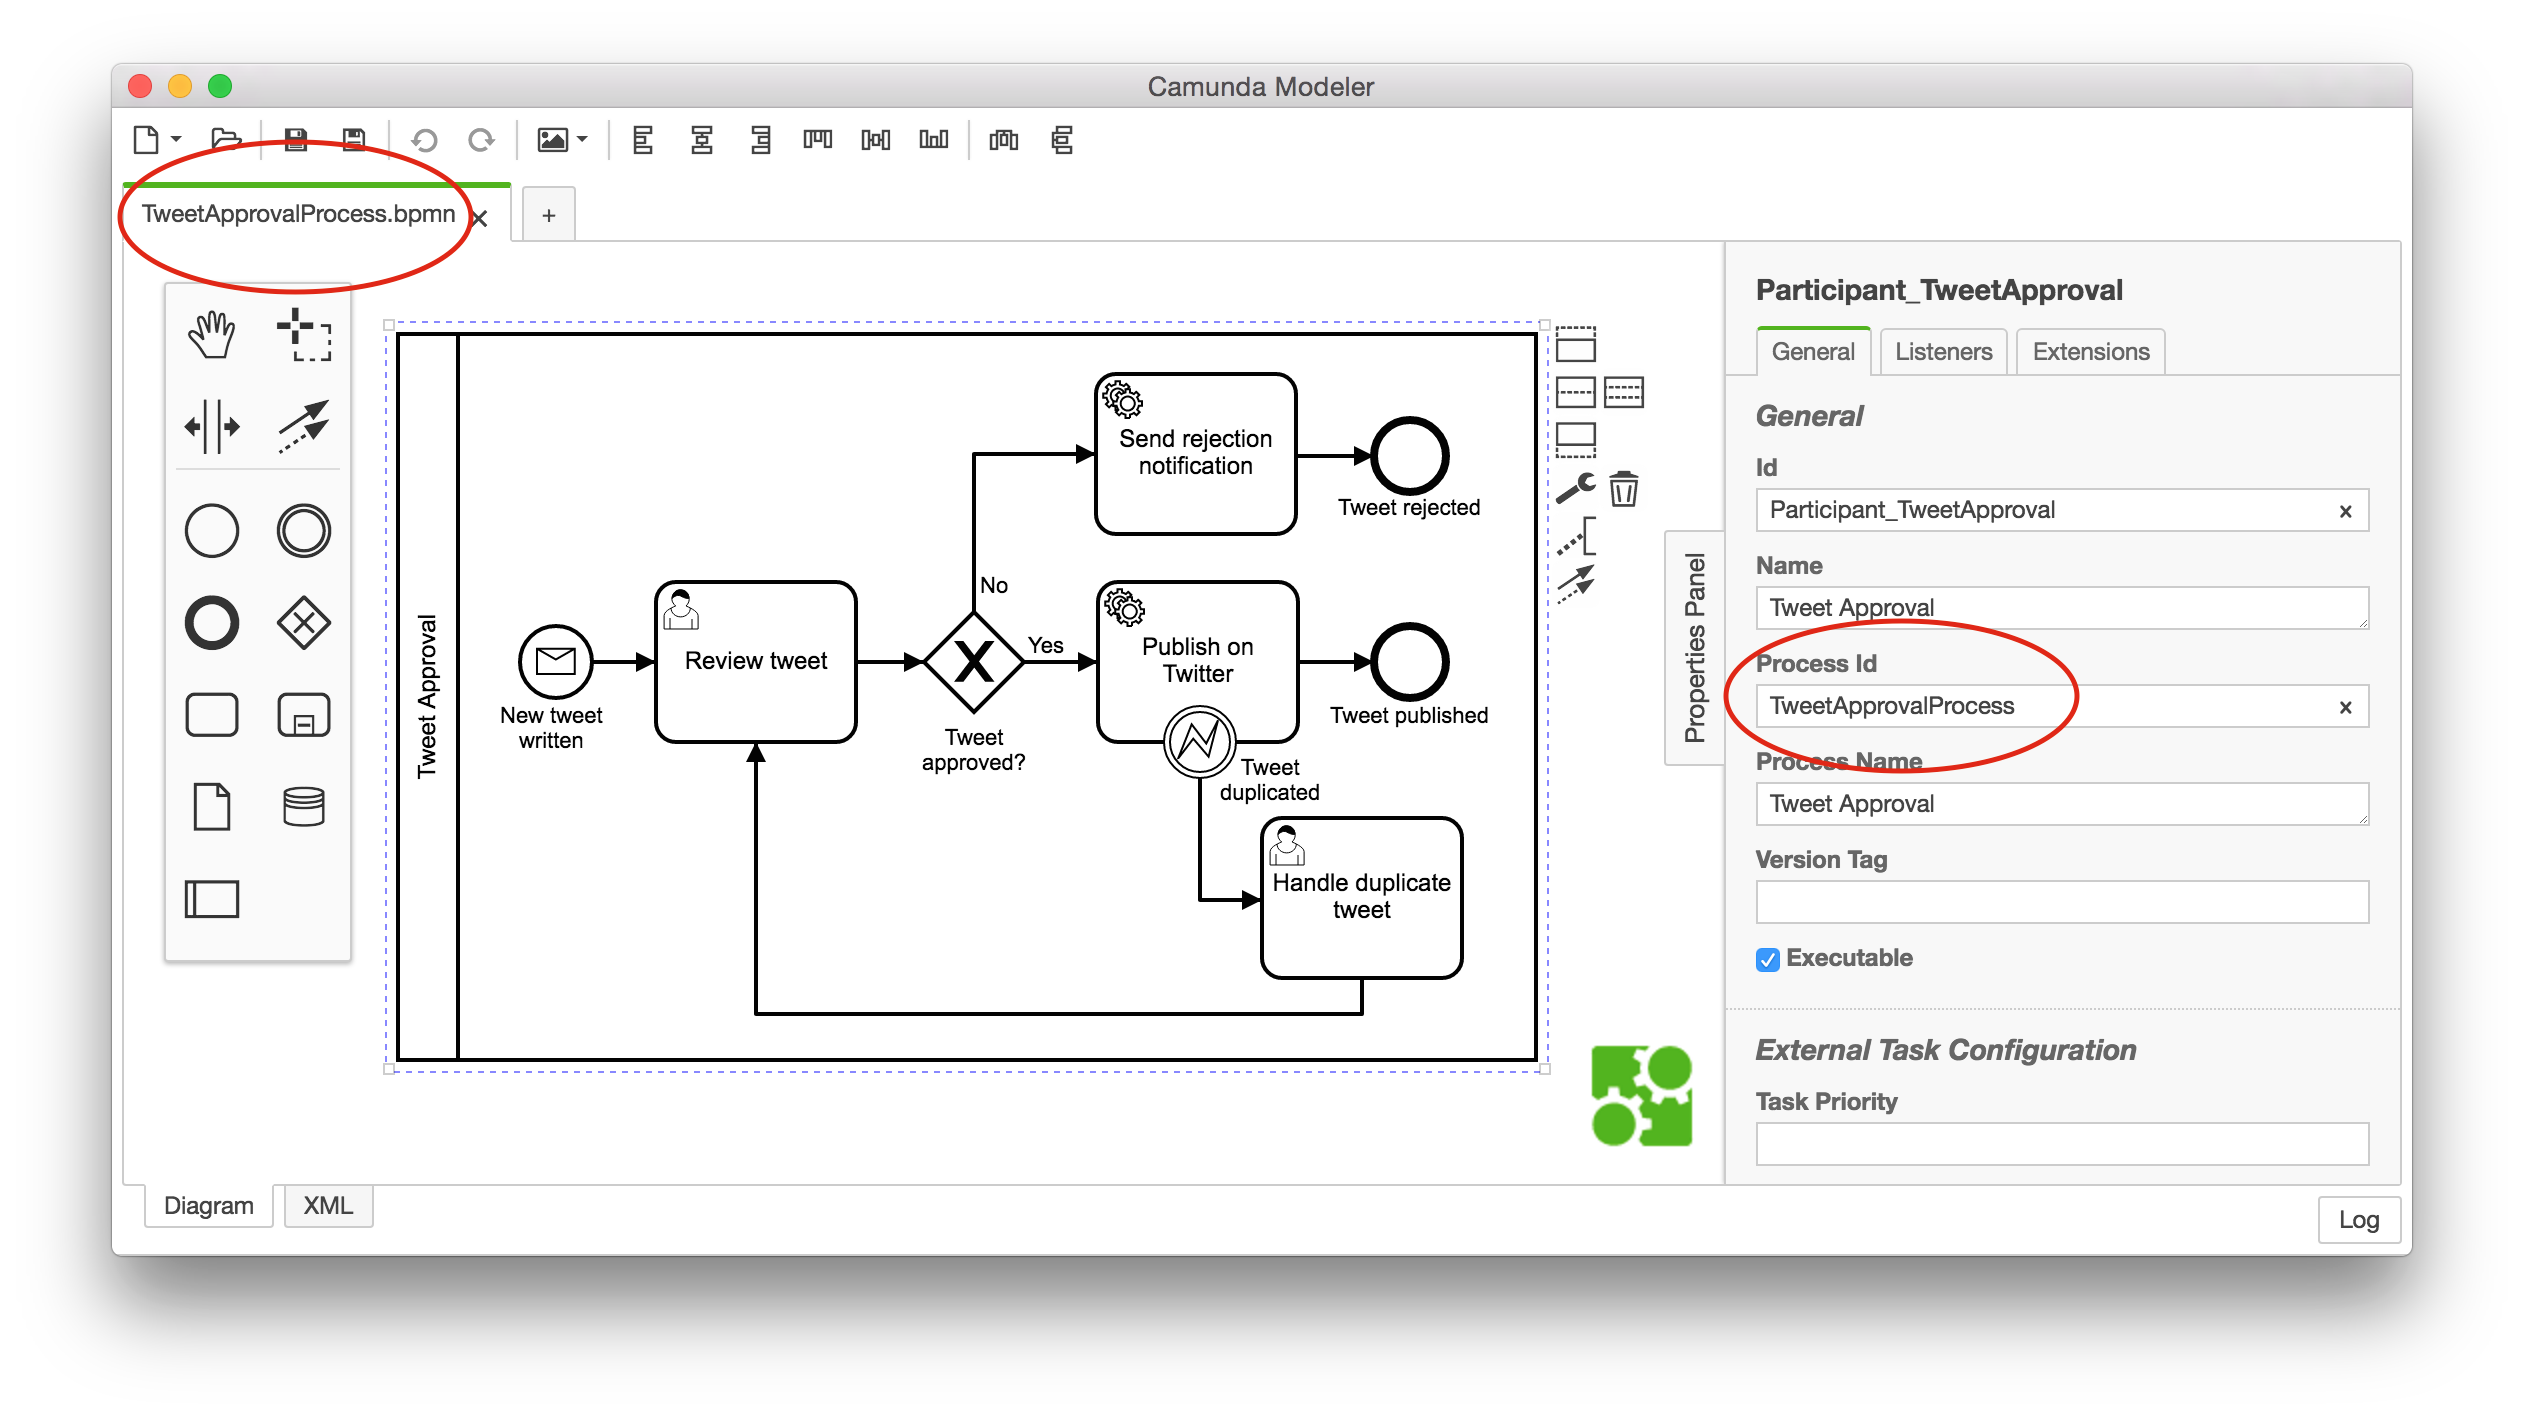 Camunda Modeler
TweetApprovalProcess.bpmn
+
Tweet Approval
New tweet
written
Review tweet
Tweet
approved?
No
Yes
Send rejection
notification
Tweet rejected
Publish on
Twitter
Tweet published
Tweet
duplicated
Handle duplicate
tweet
Properties Panel
Participant_TweetApproval
General
Listeners
Extensions
General
Id
Participant_TweetApproval
Name
Tweet Approval
Process Id
TweetApprovalProcess
Process Name
Tweet Approval
Version Tag
Executable
External Task Configuration
Task Priority
Diagram
XML
Log